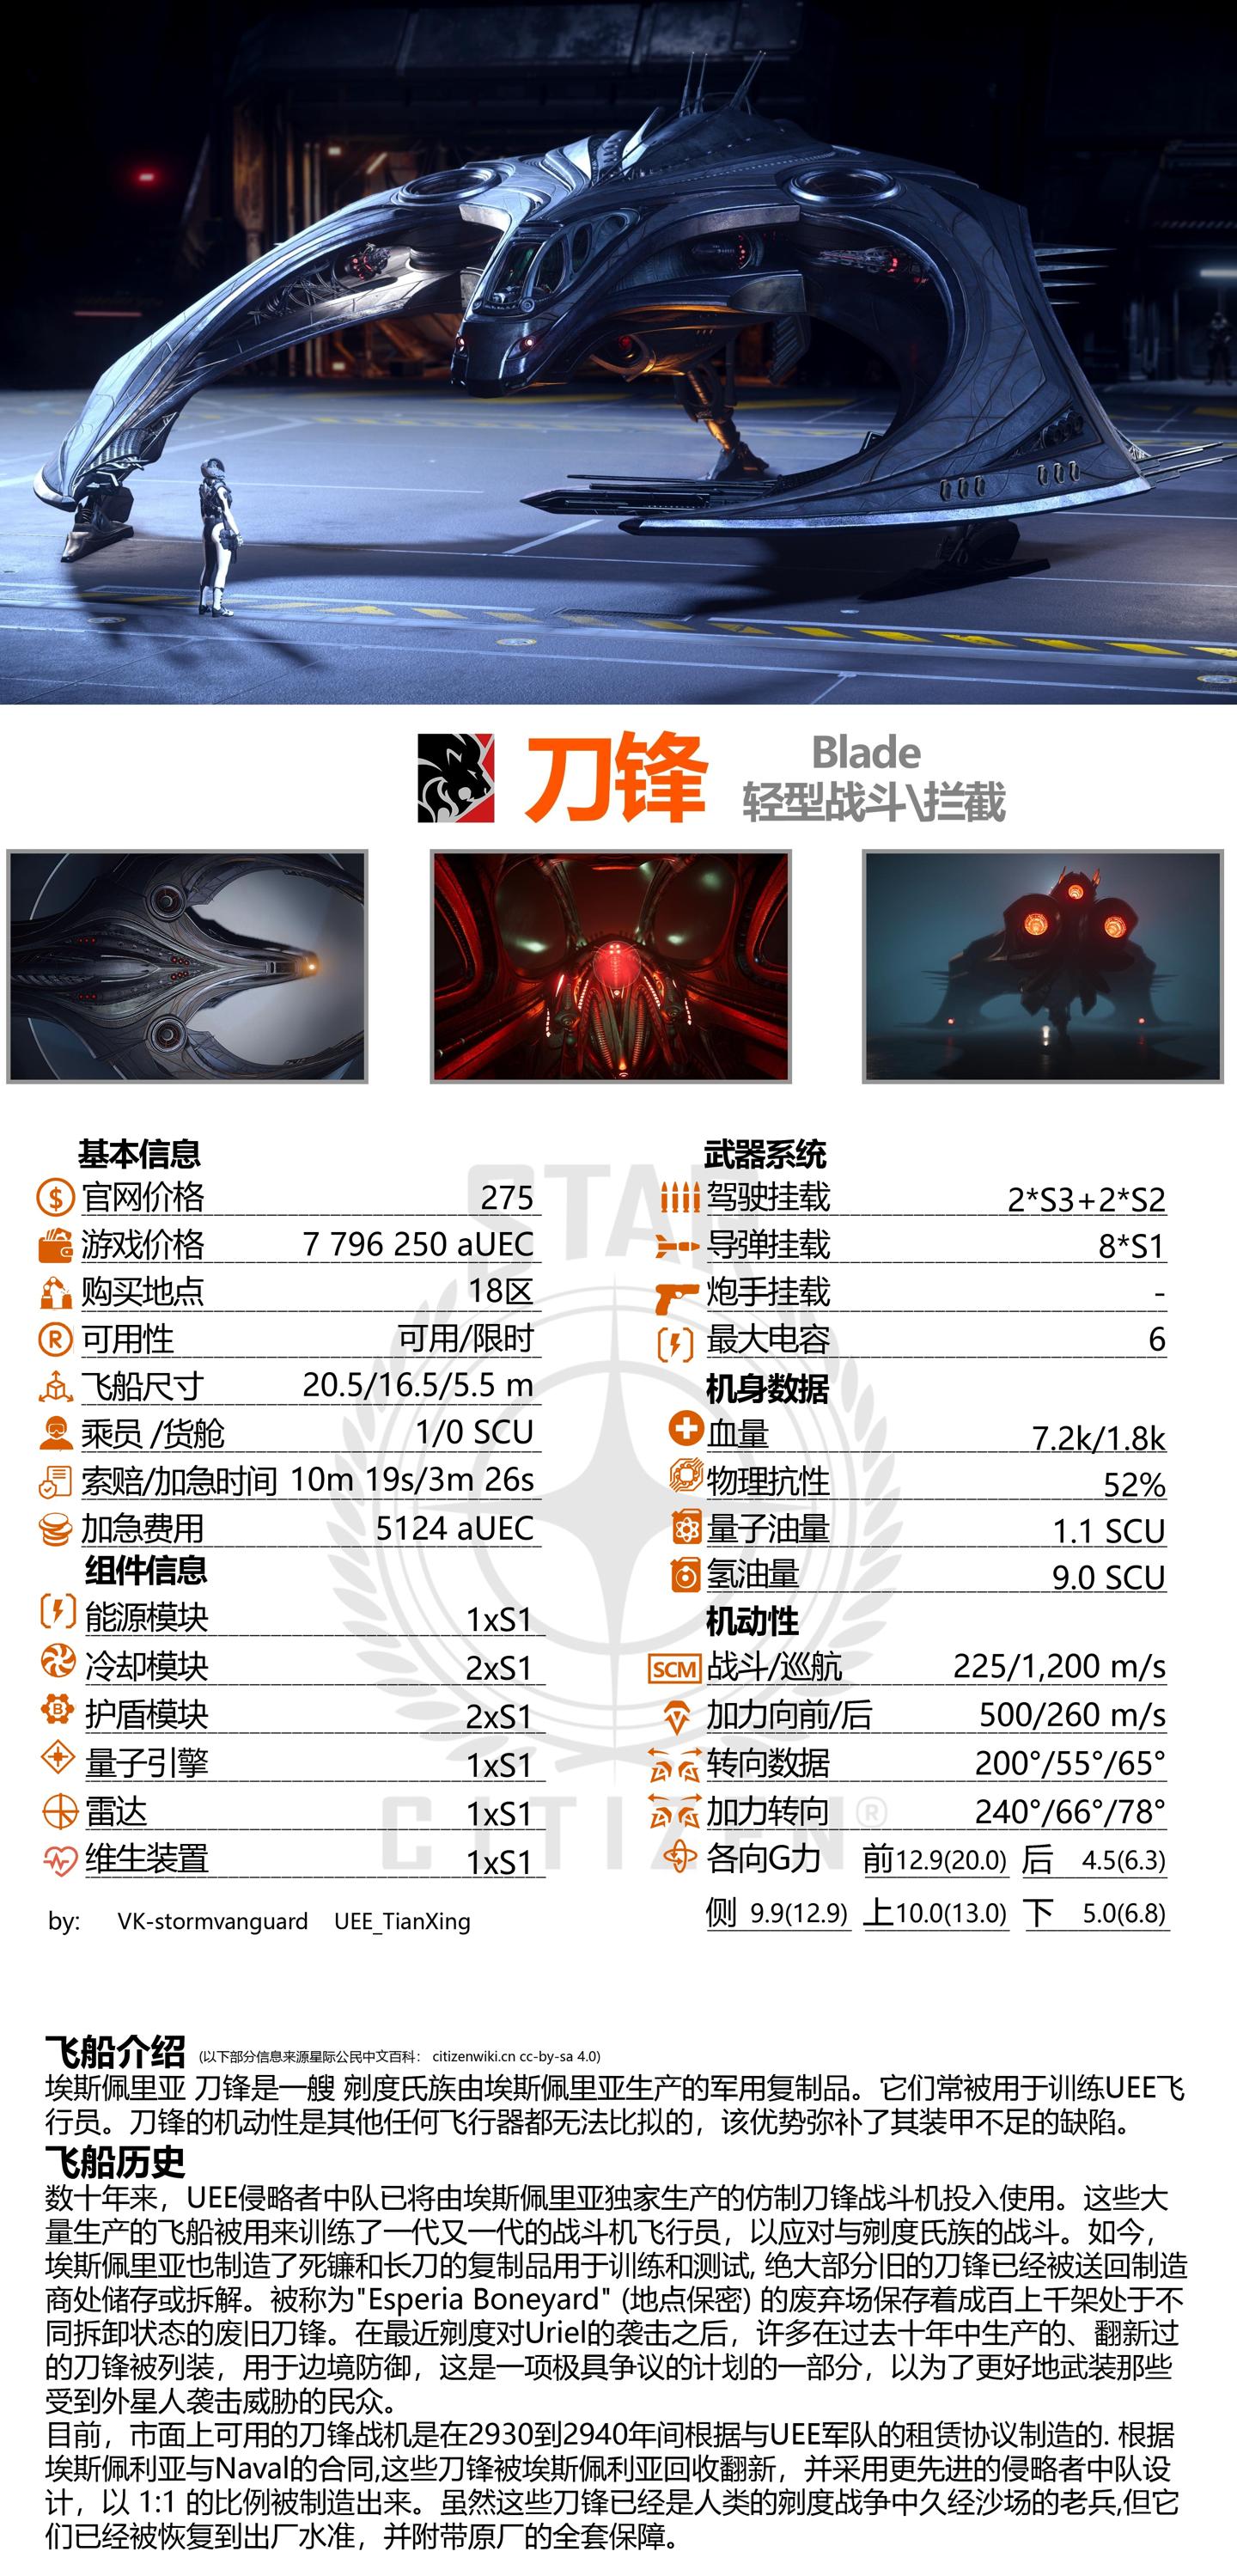 刀锋
Blade
轻型战斗\拦截
STAR
CITIZEN®
基本信息
官网价格 275
游戏价格 7 796 250 aUEC
购买地点 18区
可用性 可用/限时
飞船尺寸 20.5/16.5/5.5 m
乘员 /货舱 1/0 SCU
索赔/加急时间 10m 19s/3m 26s
加急费用 5124 aUEC
组件信息
能源模块 1xS1
冷却模块 2xS1
B 护盾模块 2xS1
量子引擎 1xS1
雷达 1xS1
维生装置 1xS1
by: VK-stormvanguard UEE_TianXing
武器系统
驾驶挂载 2*S3+2*S2
导弹挂载 8*S1
炮手挂载 -
最大电容 6
机身数据
血量 7.2k/1.8k
物理抗性 52%
量子油量 1.1 SCU
氢油量 9.0 SCU
机动性
SCM 战斗/巡航 225/1,200 m/s
加力向前/后 500/260 m/s
转向数据 200°/55°/65°
加力转向 240°/66°/78°
各向G力 前12.9(20.0) 后 4.5(6.3)
侧 9.9(12.9) 上10.0(13.0) 下 5.0(6.8)
飞船介绍 (以下部分信息来源星际公民中文百科： citizenwiki.cn cc-by-sa 4.0)
埃斯佩里亚 刀锋是一艘 剜度氏族由埃斯佩里亚生产的军用复制品。它们常被用于训练UEE飞
行员。刀锋的机动性是其他任何飞行器都无法比拟的，该优势弥补了其装甲不足的缺陷。
飞船历史
数十年来，UEE侵略者中队已将由埃斯佩里亚独家生产的仿制刀锋战斗机投入使用。这些大
量生产的飞船被用来训练了一代又一代的战斗机飞行员，以应对与剜度氏族的战斗。如今，
埃斯佩里亚也制造了死镰和长刀的复制品用于训练和测试, 绝大部分旧的刀锋已经被送回制造
商处储存或拆解。被称为"Esperia Boneyard" (地点保密) 的废弃场保存着成百上千架处于不
同拆卸状态的废旧刀锋。在最近剜度对Uriel的袭击之后，许多在过去十年中生产的、翻新过
的刀锋被列装，用于边境防御，这是一项极具争议的计划的一部分，以为了更好地武装那些
受到外星人袭击威胁的民众。
目前，市面上可用的刀锋战机是在2930到2940年间根据与UEE军队的租赁协议制造的. 根据
埃斯佩利亚与Naval的合同,这些刀锋被埃斯佩利亚回收翻新，并采用更先进的侵略者中队设
计，以 1:1 的比例被制造出来。虽然这些刀锋已经是人类的剜度战争中久经沙场的老兵,但它
们已经被恢复到出厂水准，并附带原厂的全套保障。